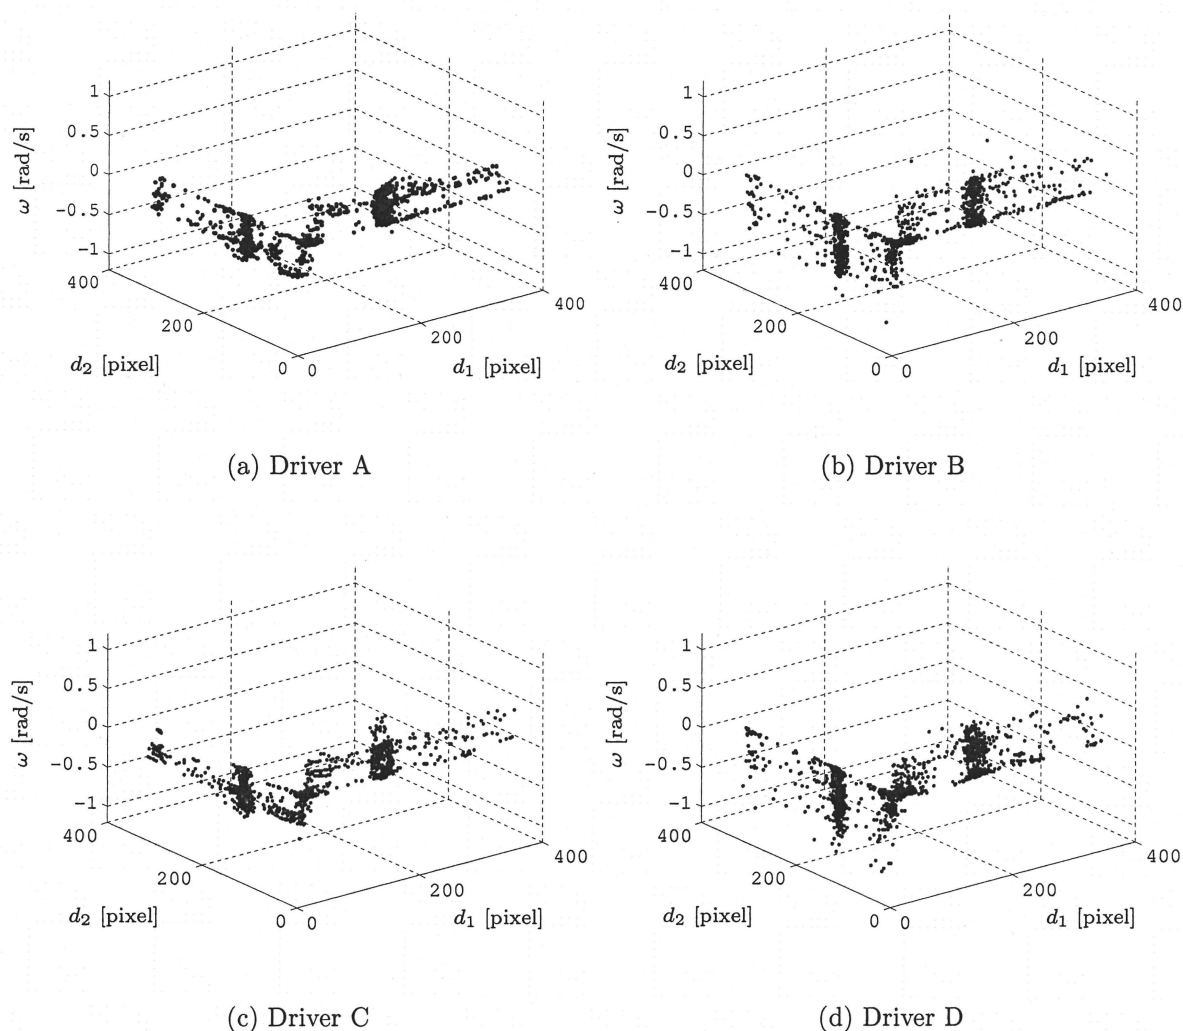 1
0.5
0
−0.5
−1
ω [rad/s]
400
200
0
0
200
400
d₂ [pixel]
d₁ [pixel]
(a) Driver A
1
0.5
0
−0.5
−1
ω [rad/s]
400
200
0
0
200
400
d₂ [pixel]
d₁ [pixel]
(b) Driver B
1
0.5
0
−0.5
−1
ω [rad/s]
400
200
0
0
200
400
d₂ [pixel]
d₁ [pixel]
(c) Driver C
1
0.5
0
−0.5
−1
ω [rad/s]
400
200
0
0
200
400
d₂ [pixel]
d₁ [pixel]
(d) Driver D